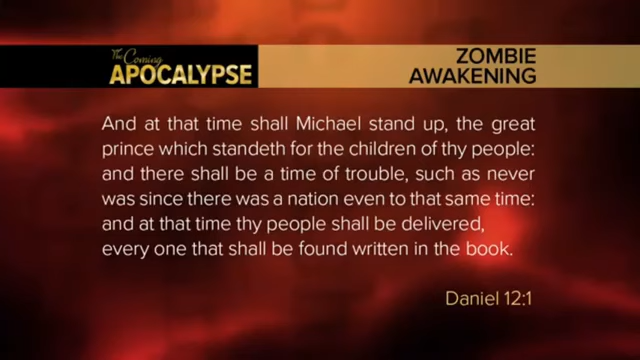 The Coming
APOCALYPSE
ZOMBIE
AWAKENING
And at that time shall Michael stand up, the great
prince which standeth for the children of thy people:
and there shall be a time of trouble, such as never
was since there was a nation even to that same time:
and at that time thy people shall be delivered,
every one that shall be found written in the book.
Daniel 12:1